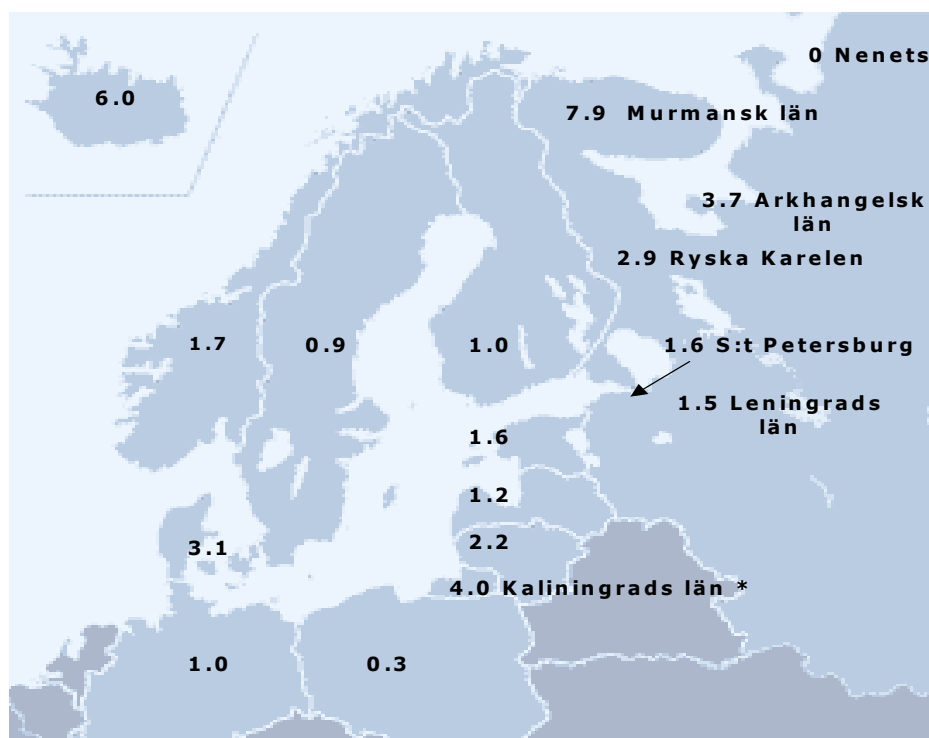 0 Nenets
6.0
7.9 Murmansk län
3.7 Arkhangelsk
län
2.9 Ryska Karelen
1.7
0.9
1.0
1.6 S:t Petersburg
1.5 Leningrads
län
1.6
1.2
2.2
3.1
4.0 Kaliningrads län *
1.0
0.3